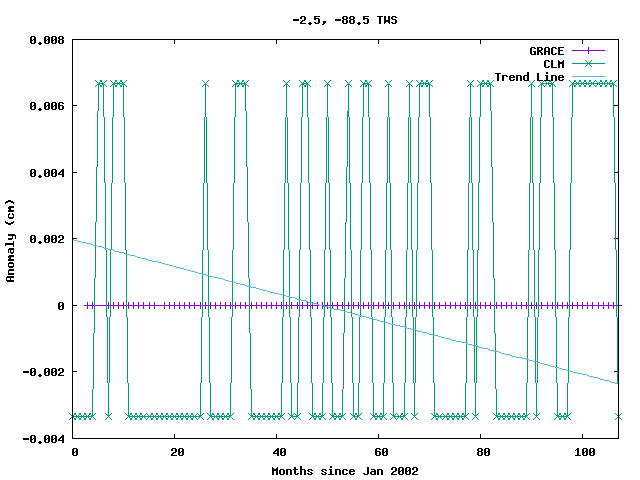 -2.5, -88.5 TWS
GRACE
CLM
Trend Line
0.008
0.006
0.004
0.002
0
-0.002
-0.004
Anomaly (cm)
0 20 40 60 80 100
Months since Jan 2002